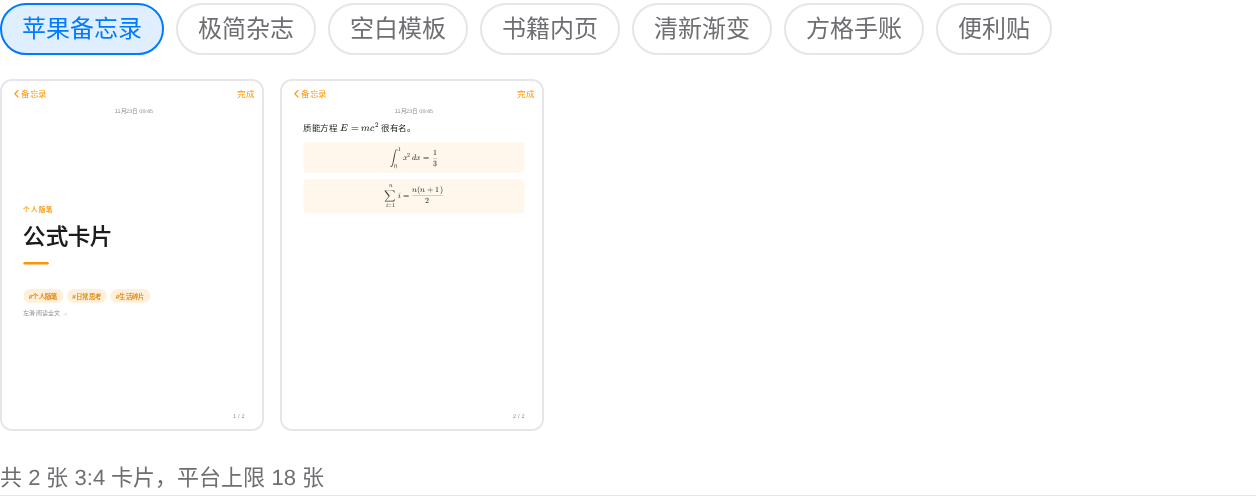 苹果备忘录 极简杂志 空白模板 书籍内页 清新渐变 方格手账 便利贴
备忘录 完成
11月23日 09:45
个人随笔
公式卡片
#个人随笔 #日常思考 #生活碎片
左滑阅读全文 →
1 / 2
备忘录 完成
11月23日 09:45
质能方程 E = mc² 很有名。
∫₀¹ x² dx = 1/3
∑ᵢ₌₁ⁿ i = n(n + 1)/2
2 / 2
共 2 张 3:4 卡片，平台上限 18 张